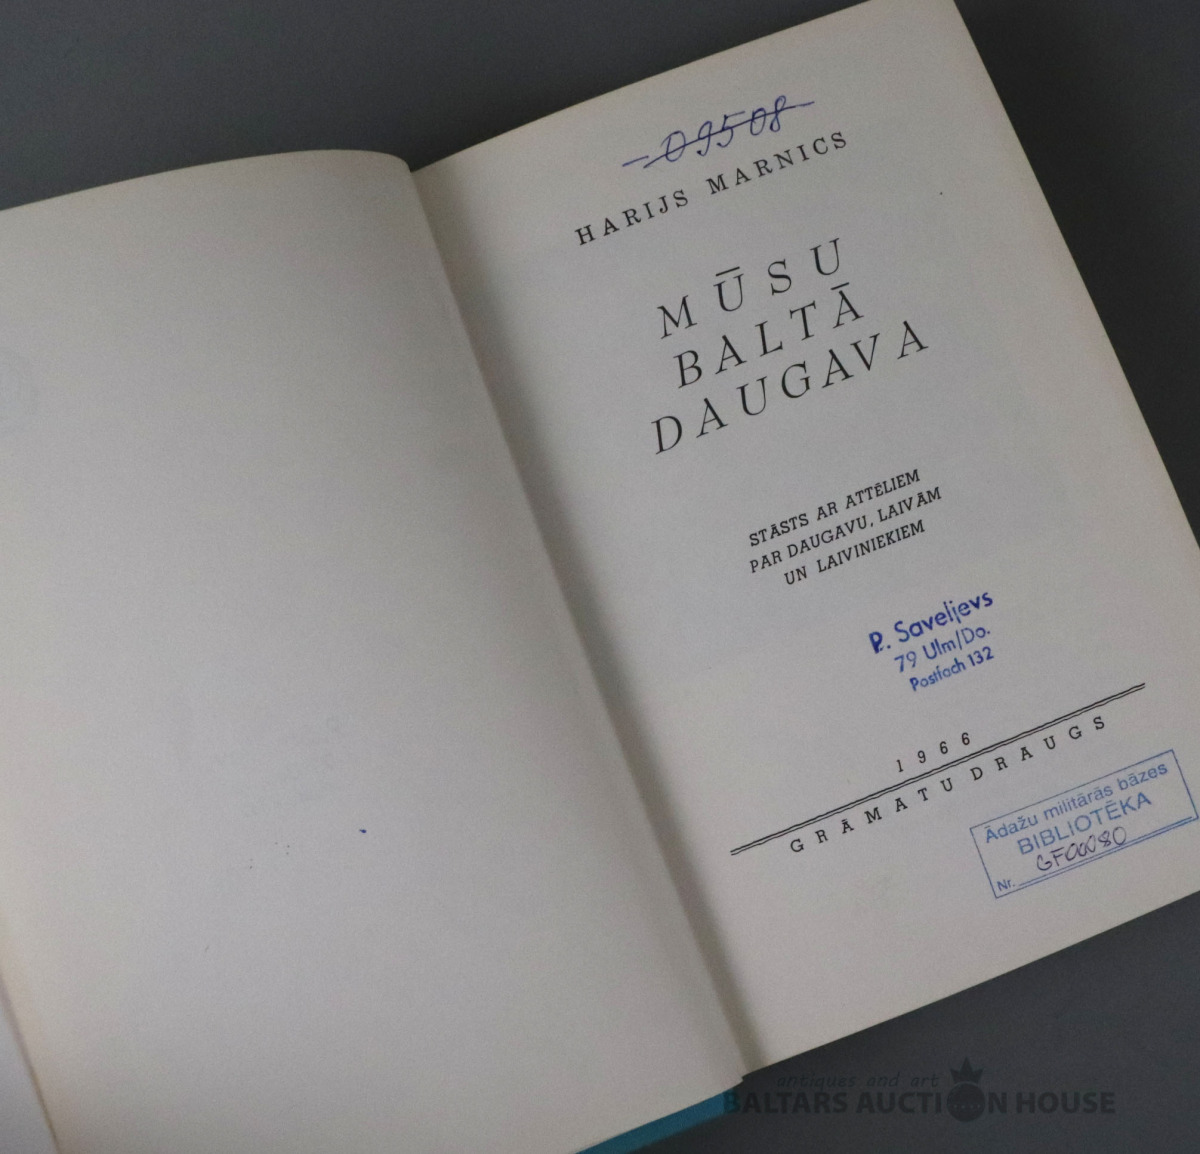 09508
HARIJS MARNICS
MŪSU
BALTĀ
DAUGAVA
STĀSTS AR ATTĒLIEM
PAR DAUGAVU, LAIVĀM
UN LAIVINIEKIEM
P. Saveljevs
79 Ulm/Do.
Postfach 132
1966
GRĀMATU DRAUGS
Ādažu militārās bāzes
BIBLIOTĒKA
Nr. GF00080
antiques and art
BALTARS AUCTION HOUSE